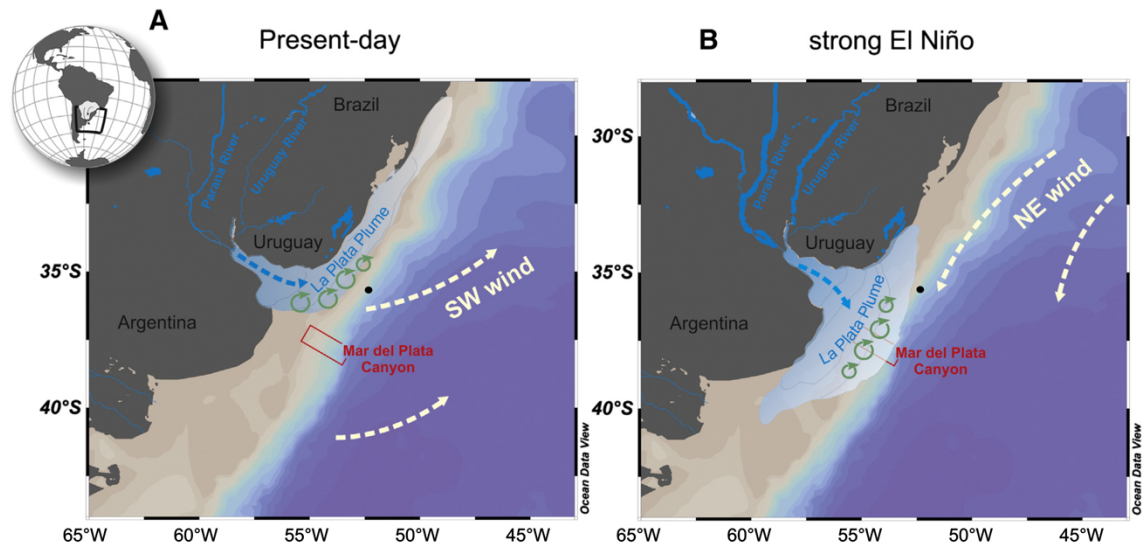 A
Present-day
Brazil
Parana River
Uruguay River
Uruguay
La Plata Plume
SW wind
Argentina
Mar del Plata
Canyon
Ocean Data View
65°W
60°W
55°W
50°W
45°W
35°S
40°S
B
strong El Niño
30°S
Brazil
Parana River
Uruguay River
NE wind
Uruguay
35°S
La Plata Plume
Argentina
Mar del Plata
Canyon
40°S
Ocean Data View
65°W
60°W
55°W
50°W
45°W